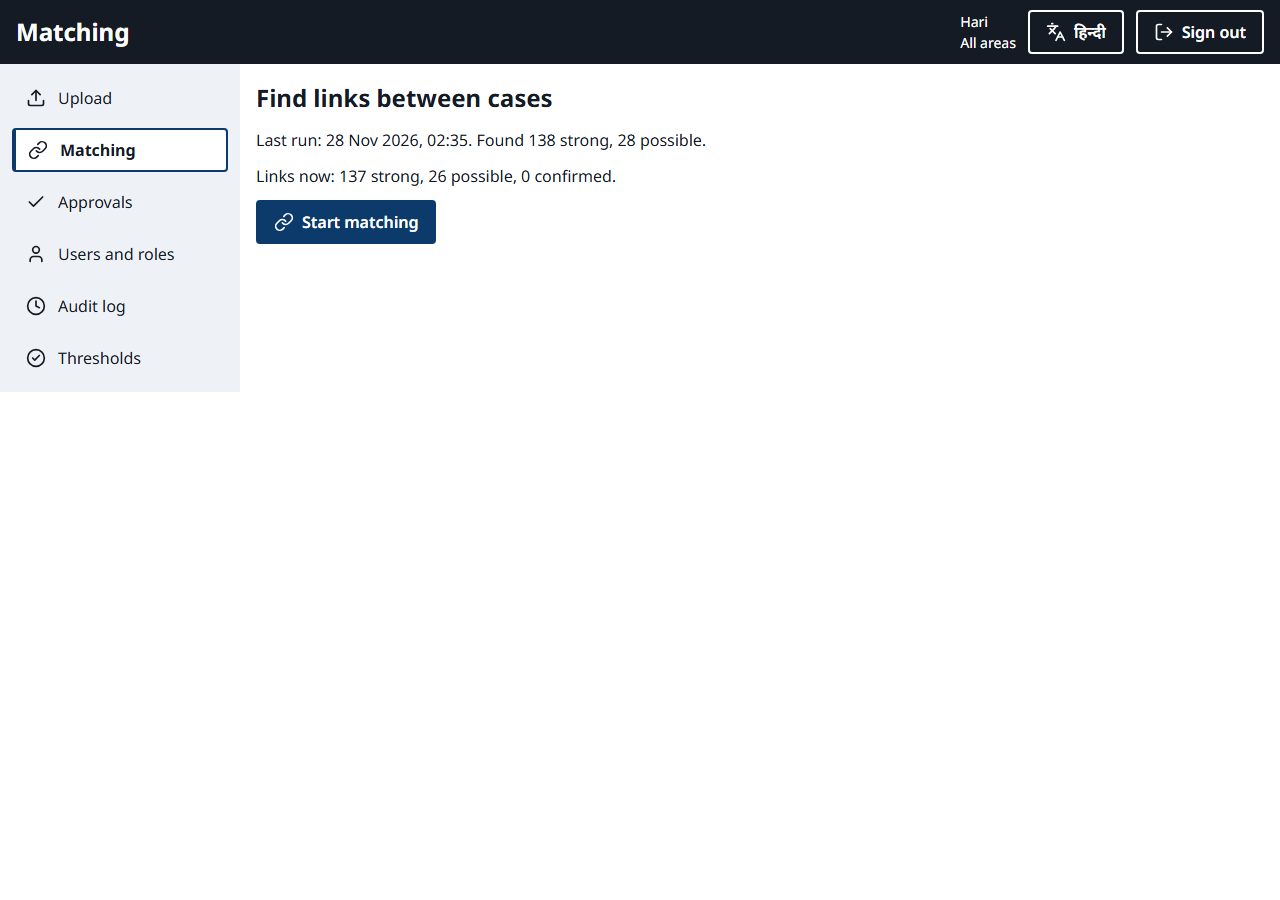 Matching
Hari
All areas
हिन्दी
Sign out
Upload
Matching
Approvals
Users and roles
Audit log
Thresholds
Find links between cases
Last run: 28 Nov 2026, 02:35. Found 138 strong, 28 possible.
Links now: 137 strong, 26 possible, 0 confirmed.
Start matching